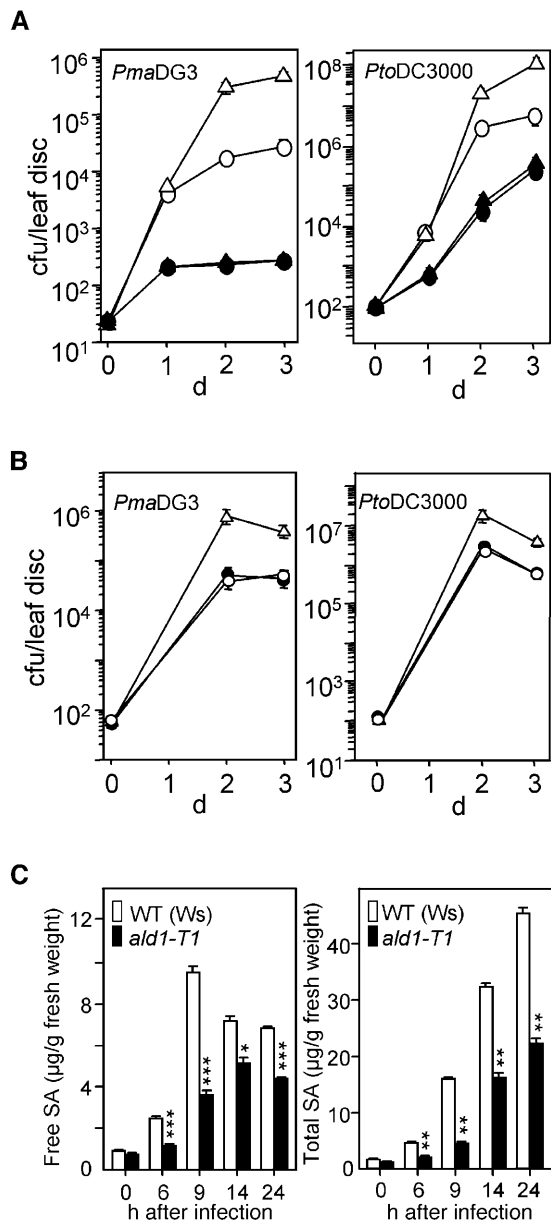 A
PmaDG3
PtoDC3000
cfu/leaf disc
10^6
10^5
10^4
10^3
10^2
10^1
0 1 2 3
d
10^8
10^6
10^4
10^2
0 1 2 3
d
B
PmaDG3
PtoDC3000
cfu/leaf disc
10^6
10^4
10^2
0 1 2 3
d
10^7
10^5
10^3
10^1
0 1 2 3
d
C
WT (Ws)
ald1-T1
Free SA (µg/g fresh weight)
12
8
4
0
***
***
*
***
0 6 9 14 24
h after infection
WT (Ws)
ald1-T1
Total SA (µg/g fresh weight)
40
30
20
10
0
**
**
**
**
0 6 9 14 24
h after infection